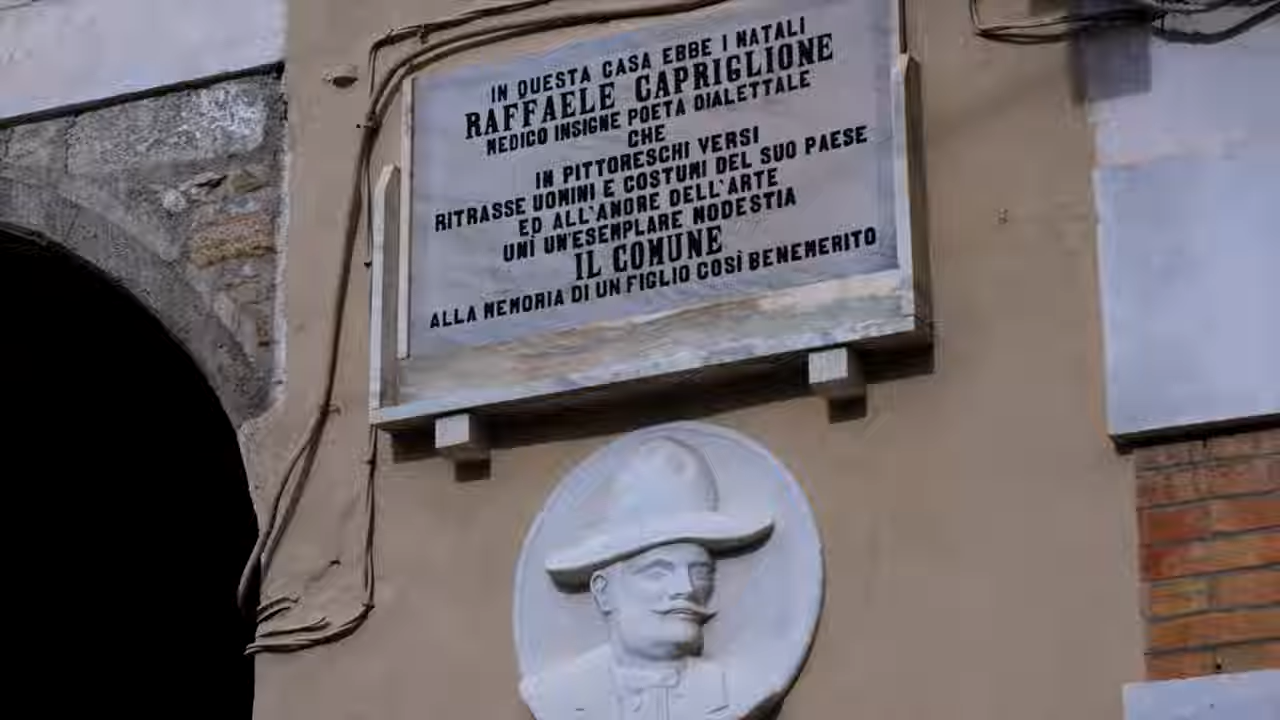 IN QUESTA CASA EBBE I NATALI
RAFFAELE CAPRIGLIONE
MEDICO INSIGNE POETA DIALETTALE
CHE
IN PITTORESCHI VERSI
RITRASSE UOMINI E COSTUMI DEL SUO PAESE
ED ALL'AMORE DELL'ARTE
UNÌ UN'ESEMPLARE MODESTIA
IL COMUNE
ALLA MEMORIA DI UN FIGLIO COSÌ BENEMERITO